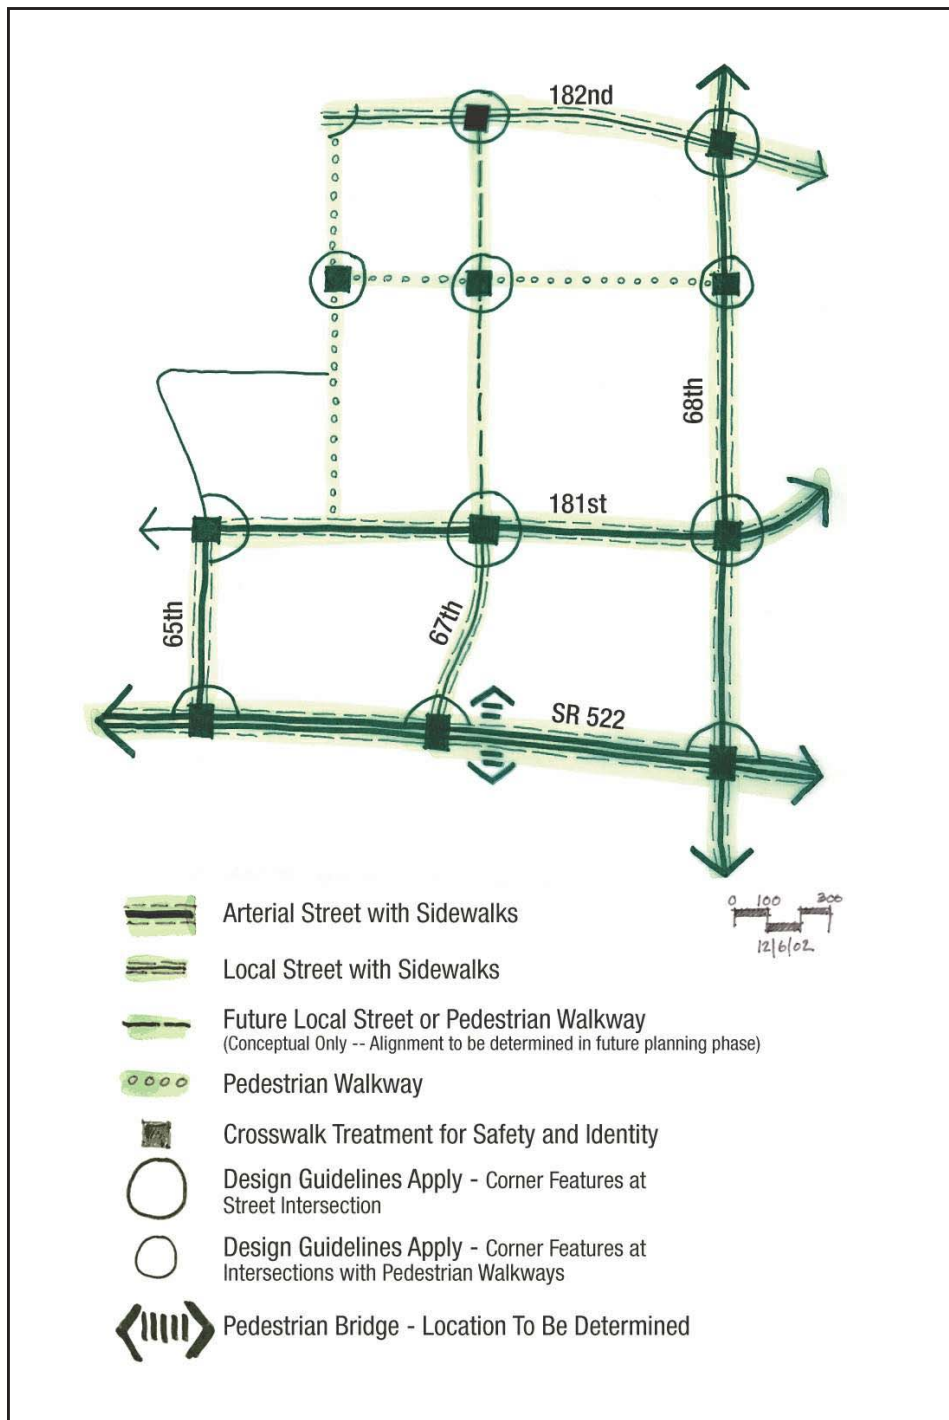 182nd
68th
181st
65th
67th
SR 522
0 100 300
12/6/02
Arterial Street with Sidewalks
Local Street with Sidewalks
Future Local Street or Pedestrian Walkway
(Conceptual Only -- Alignment to be determined in future planning phase)
Pedestrian Walkway
Crosswalk Treatment for Safety and Identity
Design Guidelines Apply - Corner Features at
Street Intersection
Design Guidelines Apply - Corner Features at
Intersections with Pedestrian Walkways
Pedestrian Bridge - Location To Be Determined